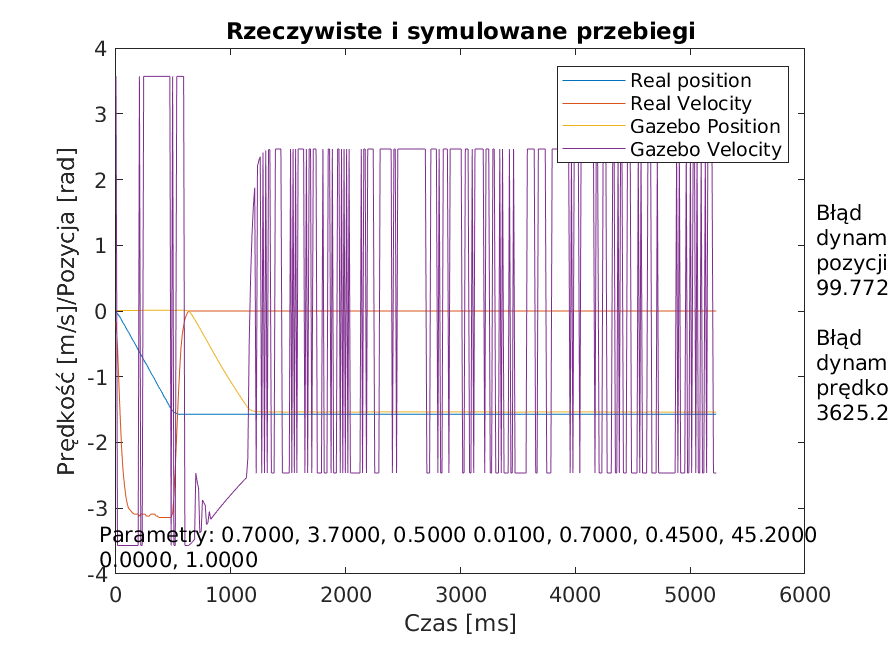 Rzeczywiste i symulowane przebiegi
4
3
2
1
0
-1
-2
-3
-4
Prędkość [m/s]/Pozycja [rad]
Real position
Real Velocity
Gazebo Position
Gazebo Velocity
Błąd
dynam
pozycji
99.772
Błąd
dynam
prędko
3625.2
Parametry: 0.7000, 3.7000, 0.5000 0.0100, 0.7000, 0.4500, 45.2000
0.0000, 1.0000
0 1000 2000 3000 4000 5000 6000
Czas [ms]